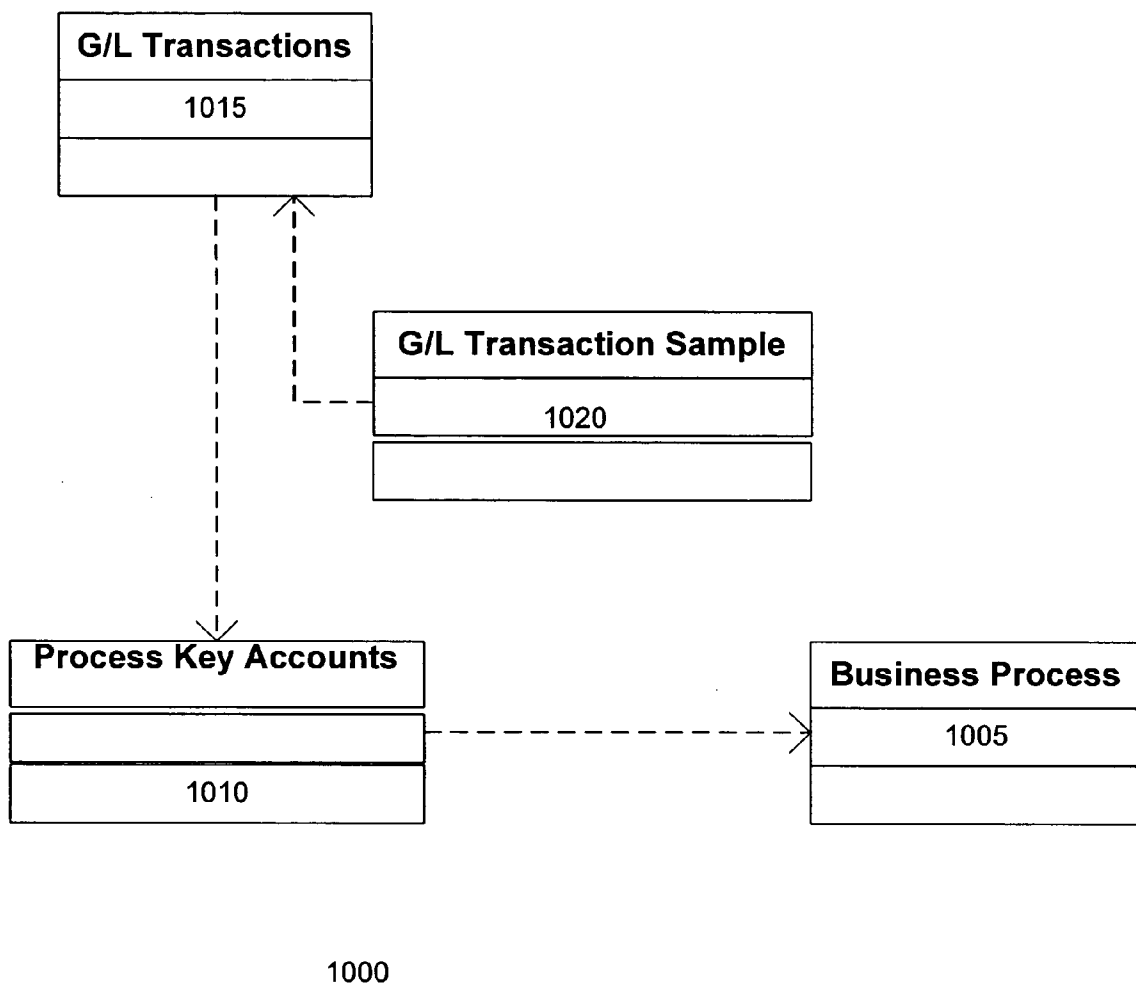 G/L Transactions
1015
G/L Transaction Sample
1020
Process Key Accounts
1010
Business Process
1005
1000